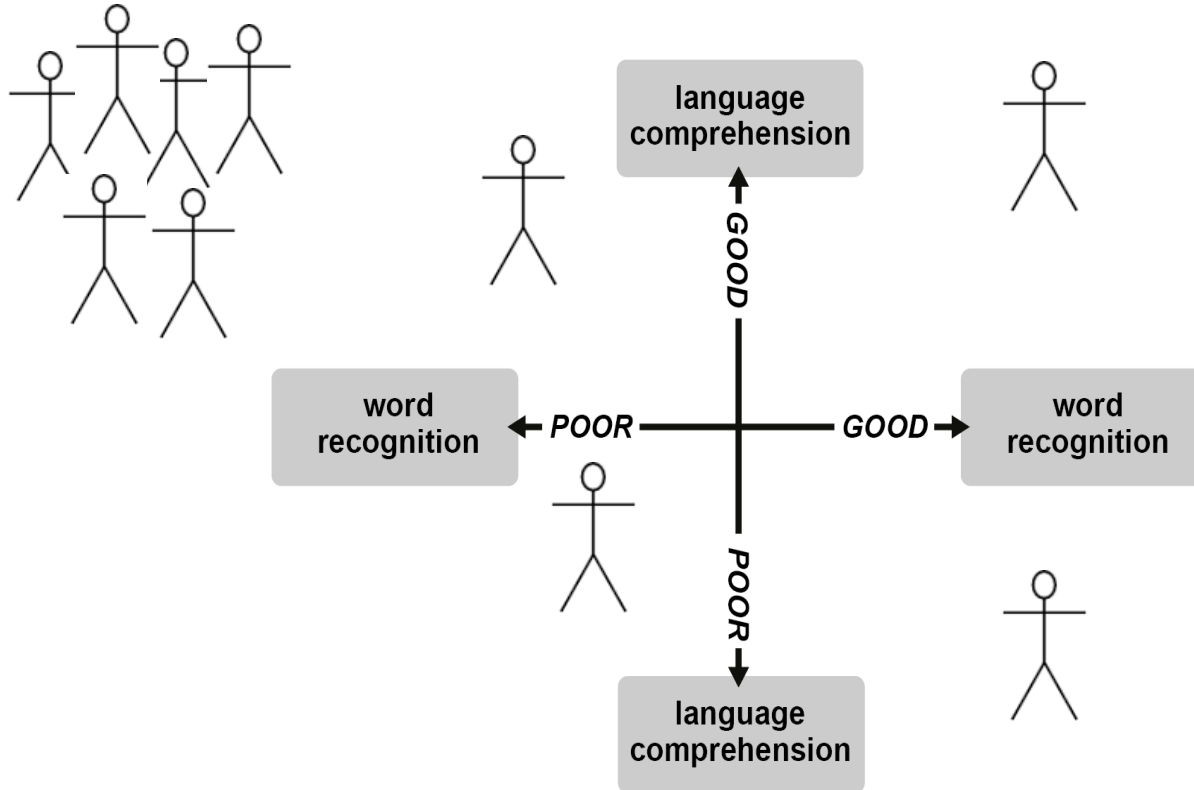 language
comprehension
GOOD
word
recognition
POOR
GOOD
word
recognition
POOR
language
comprehension